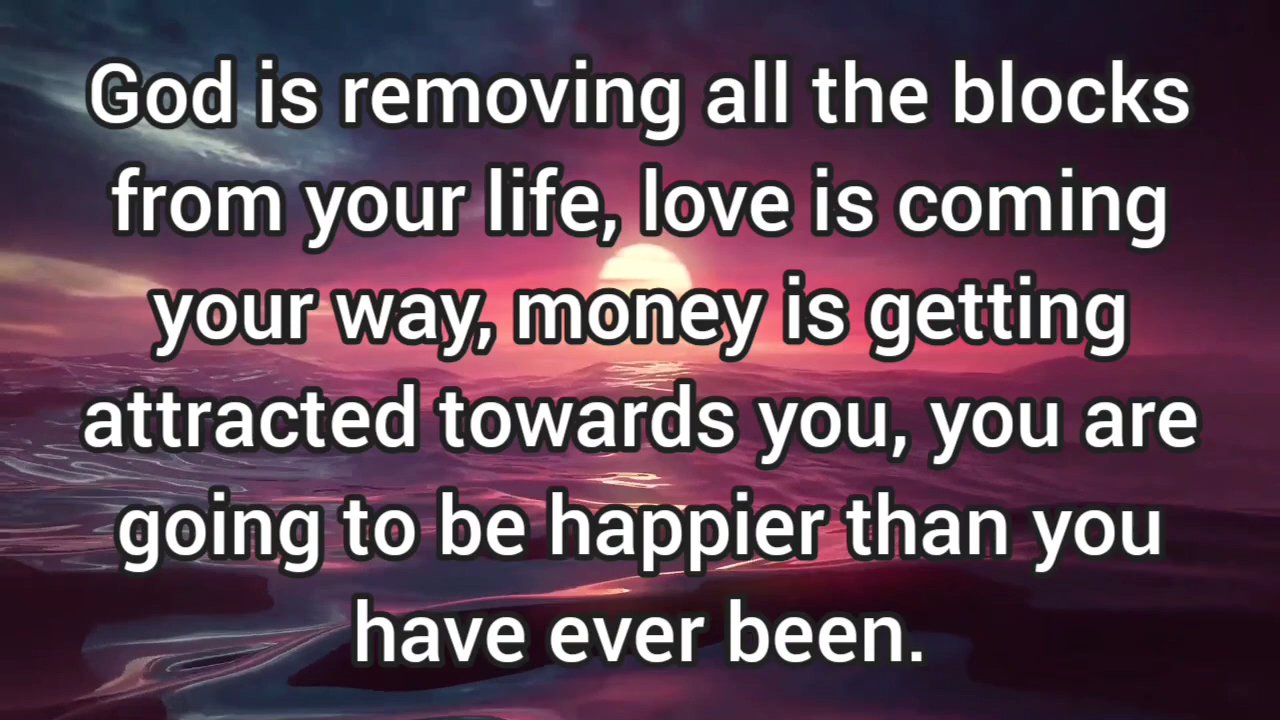 God is removing all the blocks
from your life, love is coming
your way, money is getting
attracted towards you, you are
going to be happier than you
have ever been.